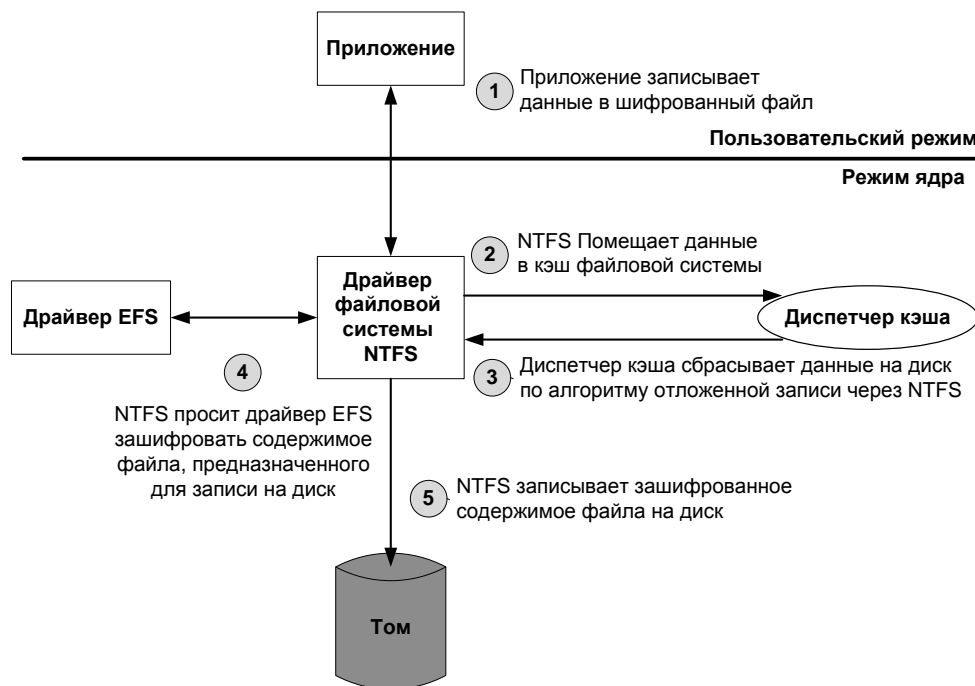 Приложение
1
Приложение записывает
данные в шифрованный файл
Пользовательский режим
Режим ядра
2
NTFS Помещает данные
в кэш файловой системы
Драйвер EFS
Драйвер
файловой
системы
NTFS
Диспетчер кэша
3
Диспетчер кэша сбрасывает данные на диск
по алгоритму отложенной записи через NTFS
4
NTFS просит драйвер EFS
зашифровать содержимое
файла, предназначенного
для записи на диск
5
NTFS записывает зашифрованное
содержимое файла на диск
Том